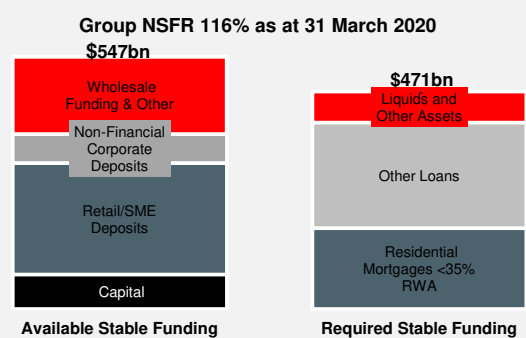 Group NSFR 116% as at 31 March 2020
$547bn
Wholesale
Funding & Other
Non-Financial
Corporate
Deposits
Retail/SME
Deposits
Capital
Available Stable Funding
$471bn
Liquids and
Other Assets
Other Loans
Residential
Mortgages <35%
RWA
Required Stable Funding